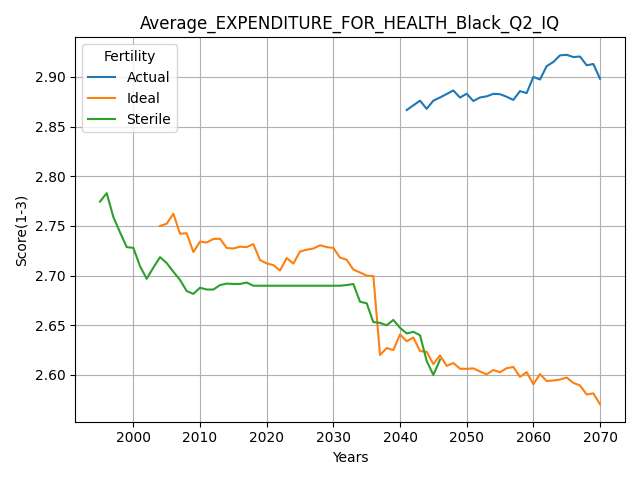 Average_EXPENDITURE_FOR_HEALTH_Black_Q2_IQ
Fertility
Actual
Ideal
Sterile
Score(1-3)
2.90
2.85
2.80
2.75
2.70
2.65
2.60
2000 2010 2020 2030 2040 2050 2060 2070
Years